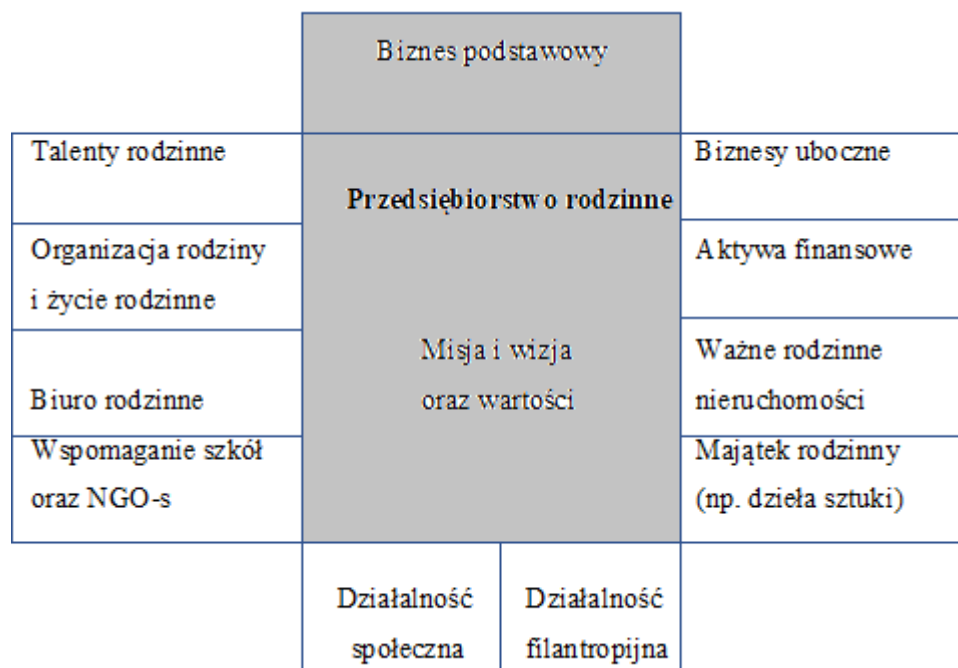 Biznes podstawowy
Talenty rodzinne
Organizacja rodziny
i życie rodzinne
Biuro rodzinne
Wspomaganie szkół
oraz NGO-s
Przedsiębiorstwo rodzinne
Misja i wizja
oraz wartości
Biznesy uboczne
Aktywa finansowe
Ważne rodzinne
nieruchomości
Majątek rodzinny
(np. dzieła sztuki)
Działalność
społeczna
Działalność
filantropijna